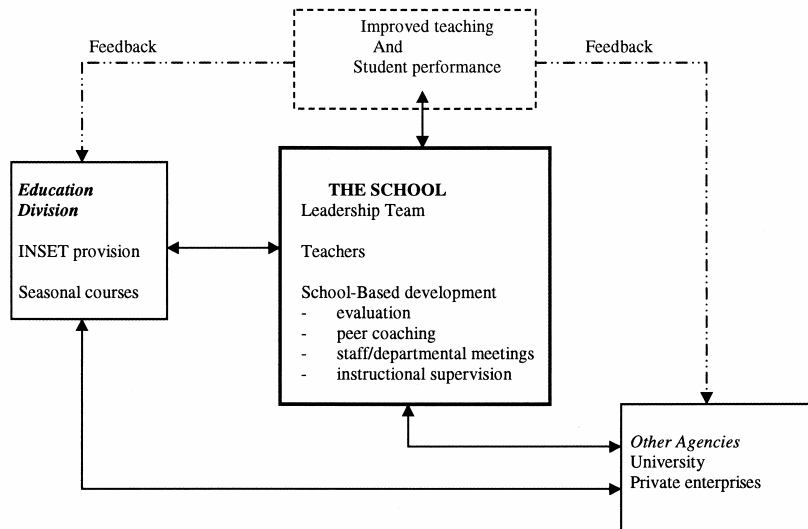 Improved teaching
And
Student performance
Feedback
Feedback
Education
Division
INSET provision
Seasonal courses
THE SCHOOL
Leadership Team
Teachers
School-Based development
- evaluation
- peer coaching
- staff/departmental meetings
- instructional supervision
Other Agencies
University
Private enterprises